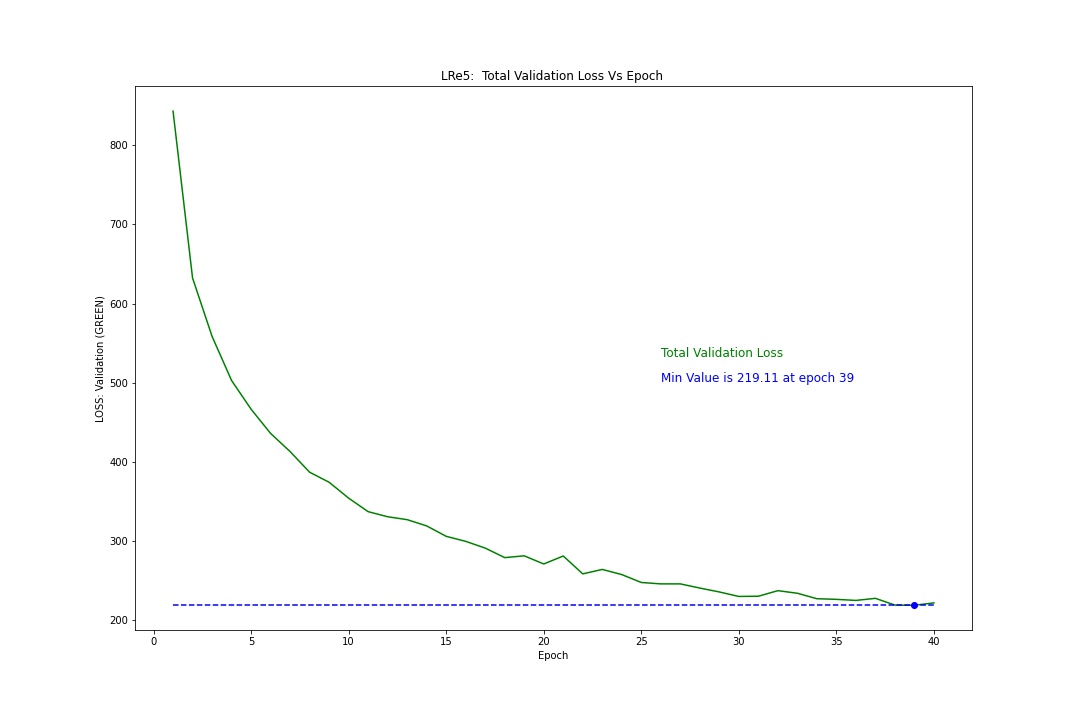 LRe5:  Total Validation Loss Vs Epoch
LOSS: Validation (GREEN)
800
700
600
500
400
300
200
Total Validation Loss
Min Value is 219.11 at epoch 39
0 5 10 15 20 25 30 35 40
Epoch